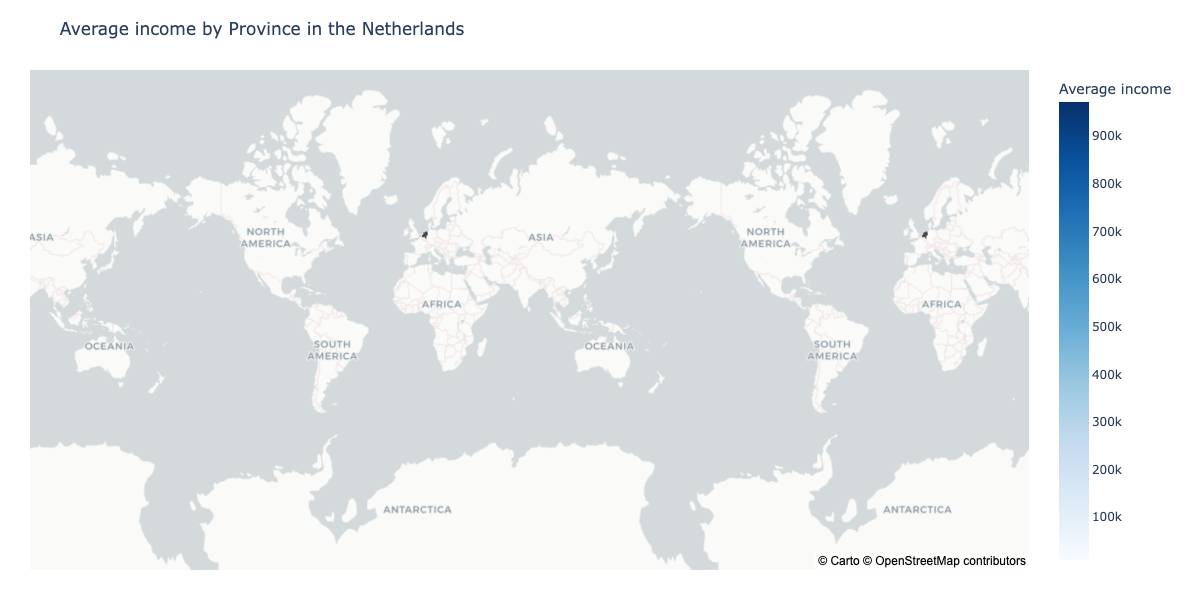 Average income by Province in the Netherlands
Average income
900k
800k
700k
600k
500k
400k
300k
200k
100k
ASIA
NORTH
AMERICA
ASIA
NORTH
AMERICA
AFRICA
AFRICA
OCEANIA
SOUTH
AMERICA
OCEANIA
SOUTH
AMERICA
ANTARCTICA
ANTARCTICA
© Carto © OpenStreetMap contributors